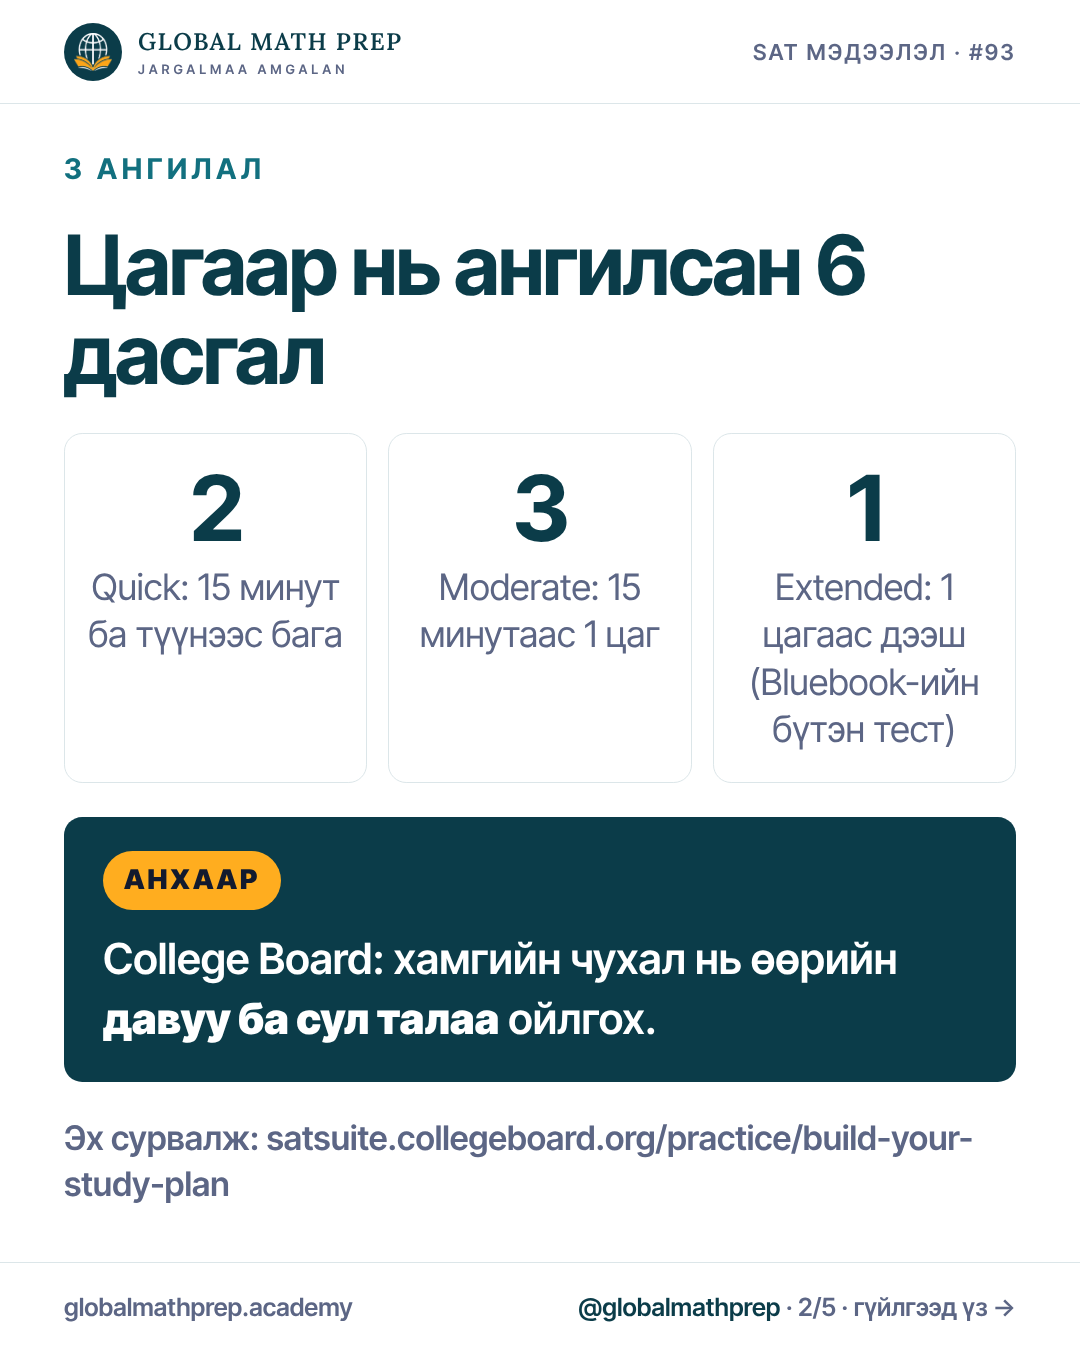 GLOBAL MATH PREP
JARGALMAA AMGALAN
SAT МЭДЭЭЛЭЛ · #93
3 АНГИЛАЛ
Цагаар нь ангилсан 6
дасгал
2
Quick: 15 минут
ба түүнээс бага
3
Moderate: 15
минутаас 1 цаг
1
Extended: 1
цагаас дээш
(Bluebook-ийн
бүтэн тест)
АНХААР
College Board: хамгийн чухал нь өөрийн
давуу ба сул талаа ойлгох.
Эх сурвалж: satsuite.collegeboard.org/practice/build-your-
study-plan
globalmathprep.academy
@globalmathprep · 2/5 · гүйлгээд үз →